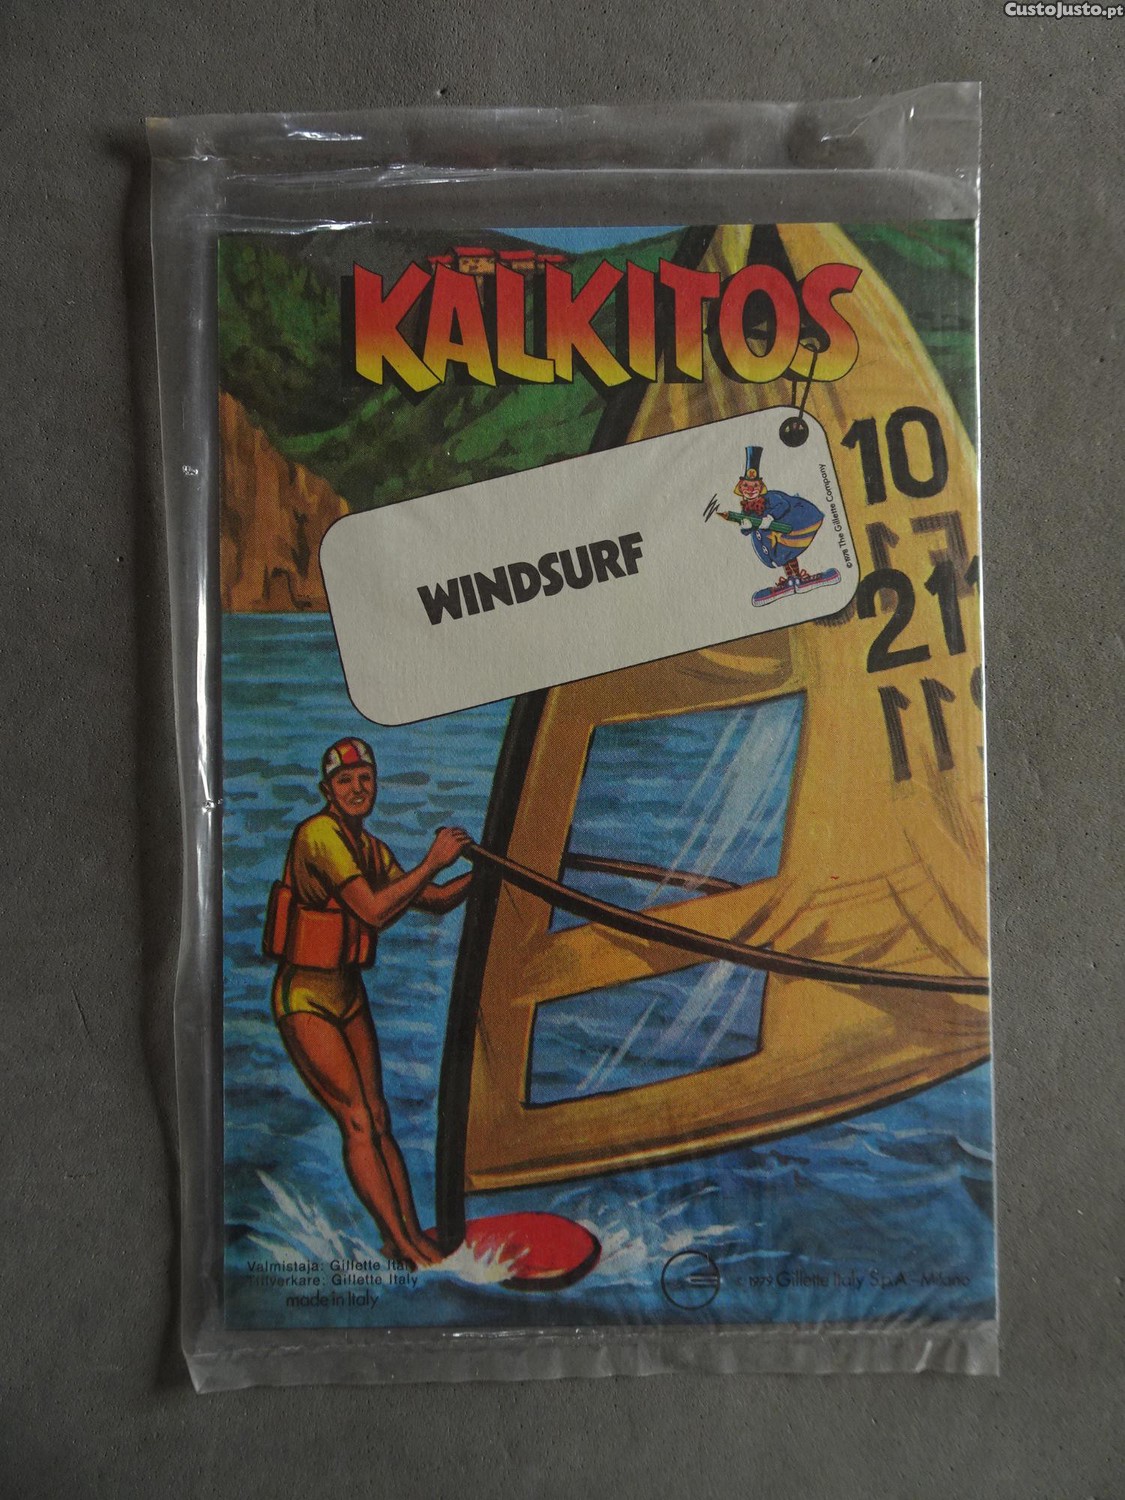 CustoJusto.pt
KALKITOS
WINDSURF
© 1978 The Gillette Company
10
211
Valmistaja: Gillette Italy
Tillverkare: Gillette Italy
made in Italy
© 1979 Gillette Italy S.p.A - Milano